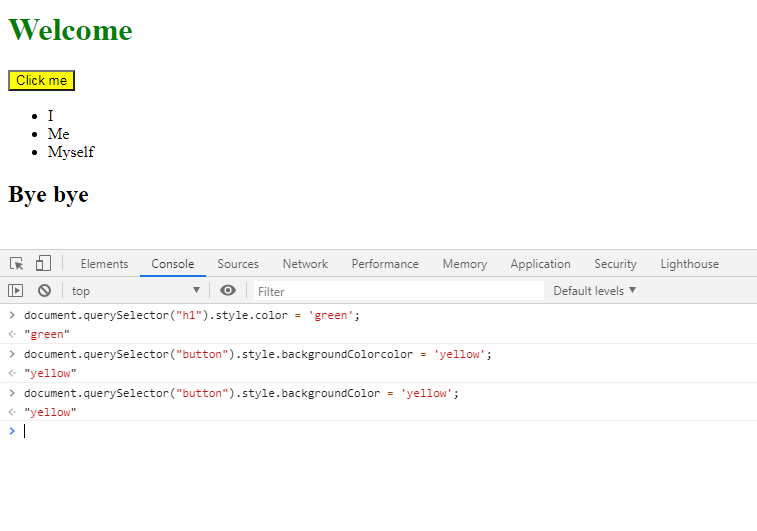 Welcome
Click me
I
Me
Myself
Bye bye
Elements Console Sources Network Performance Memory Application Security Lighthouse
top ▼ Filter Default levels ▼
> document.querySelector("h1").style.color = 'green';
<· "green"
> document.querySelector("button").style.backgroundColorcolor = 'yellow';
<· "yellow"
> document.querySelector("button").style.backgroundColor = 'yellow';
<· "yellow"
>